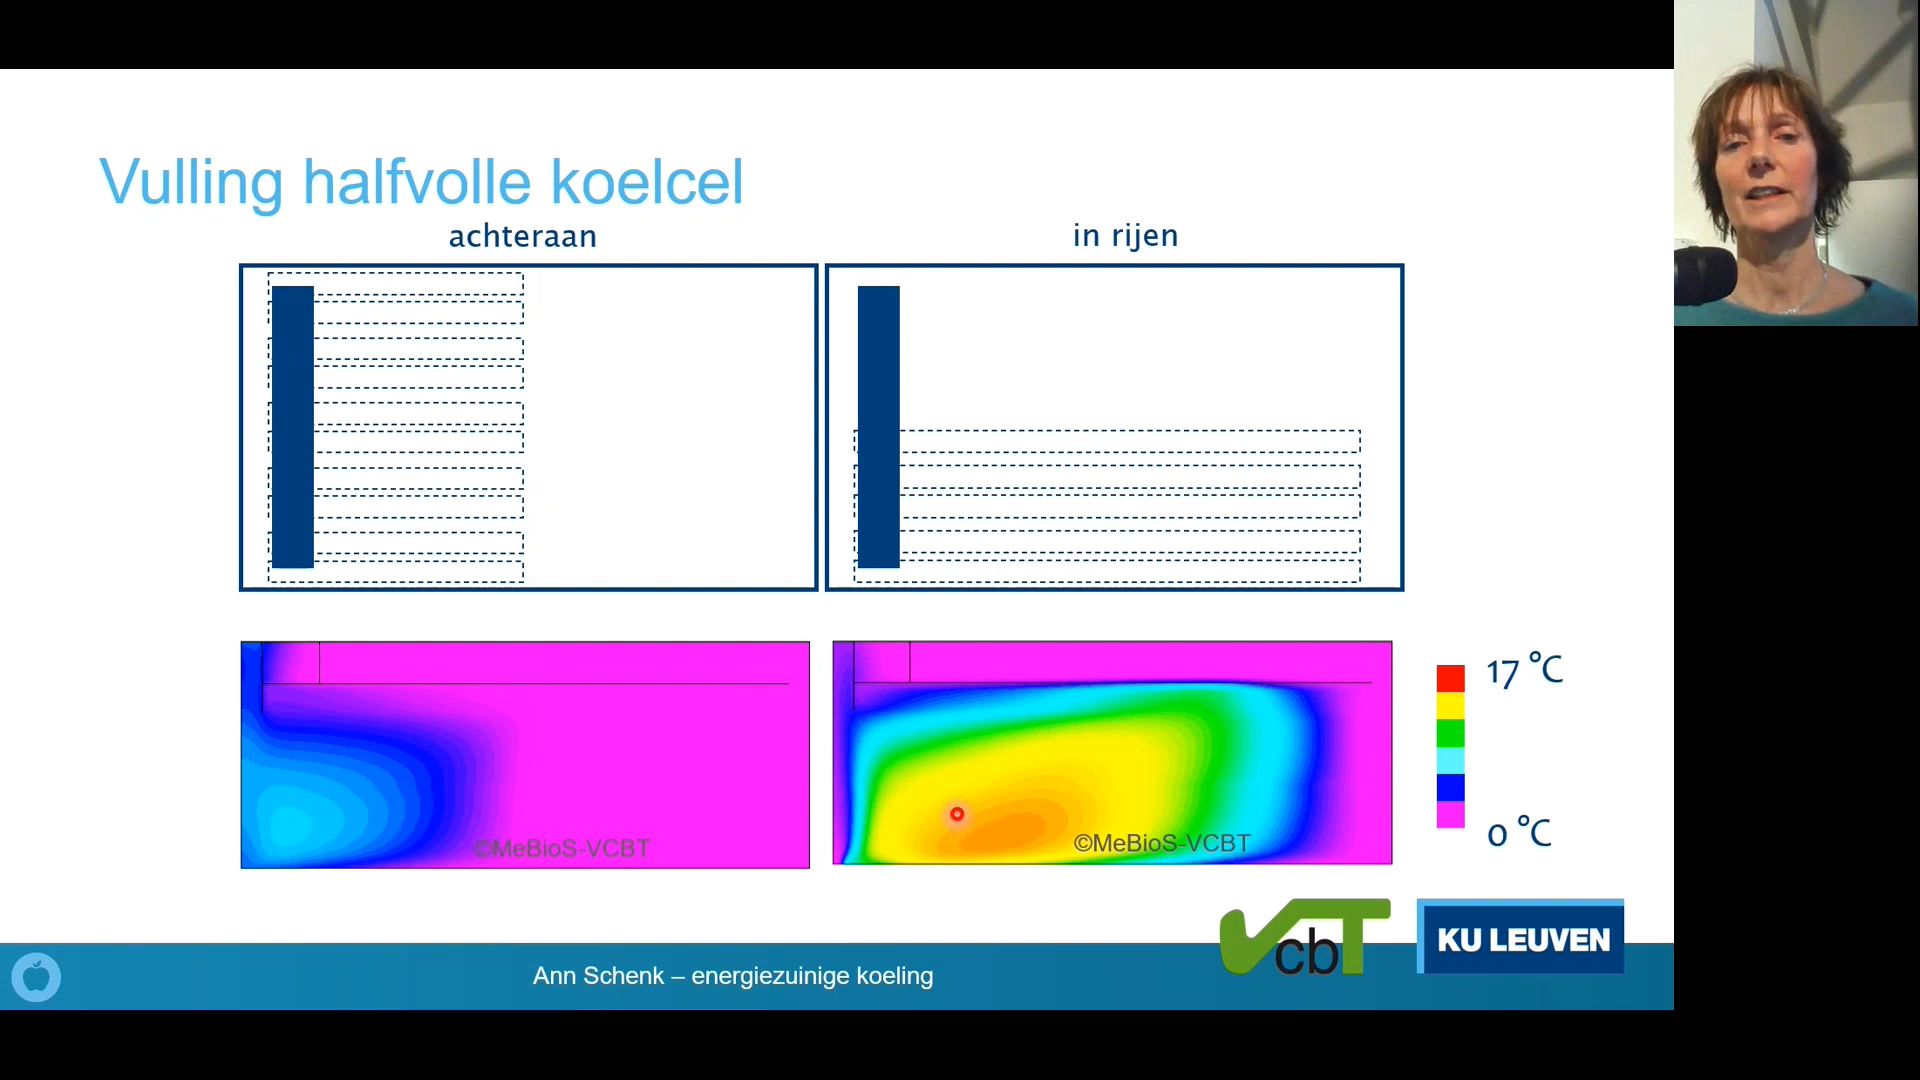 Vulling halfvolle koelcel
achteraan
in rijen
17 °C
0 °C
©MeBioS-VCBT
©MeBioS-VCBT
VcbT
KU LEUVEN
Ann Schenk – energiezuinige koeling